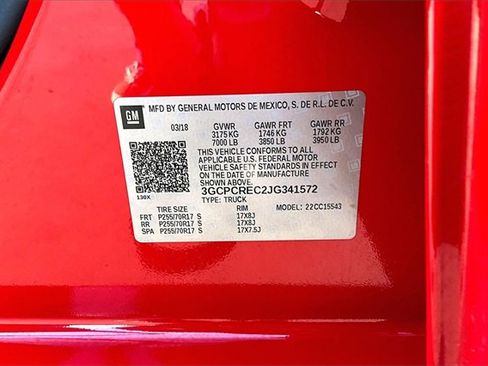 GM
MFD BY GENERAL MOTORS DE MEXICO, S. DE R.L. DE C.V.
03/18 GVWR GAWR FRT GAWR RR
3175 KG 1746 KG 1792 KG
7000 LB 3850 LB 3950 LB
THIS VEHICLE CONFORMS TO ALL APPLICABLE
U.S. FEDERAL MOTOR
VEHICLE SAFETY STANDARDS IN EFFECT
ON THE DATE OF MANUFACTURE
SHOWN ABOVE.
3GCPCREC2JG341572
130X TYPE: TRUCK
TIRE SIZE RIM MODEL: 22CC15543
FRT P255/70R17 S 17X8J
RR P255/70R17 S 17X8J
SPA P255/70R17 S 17X7.5J